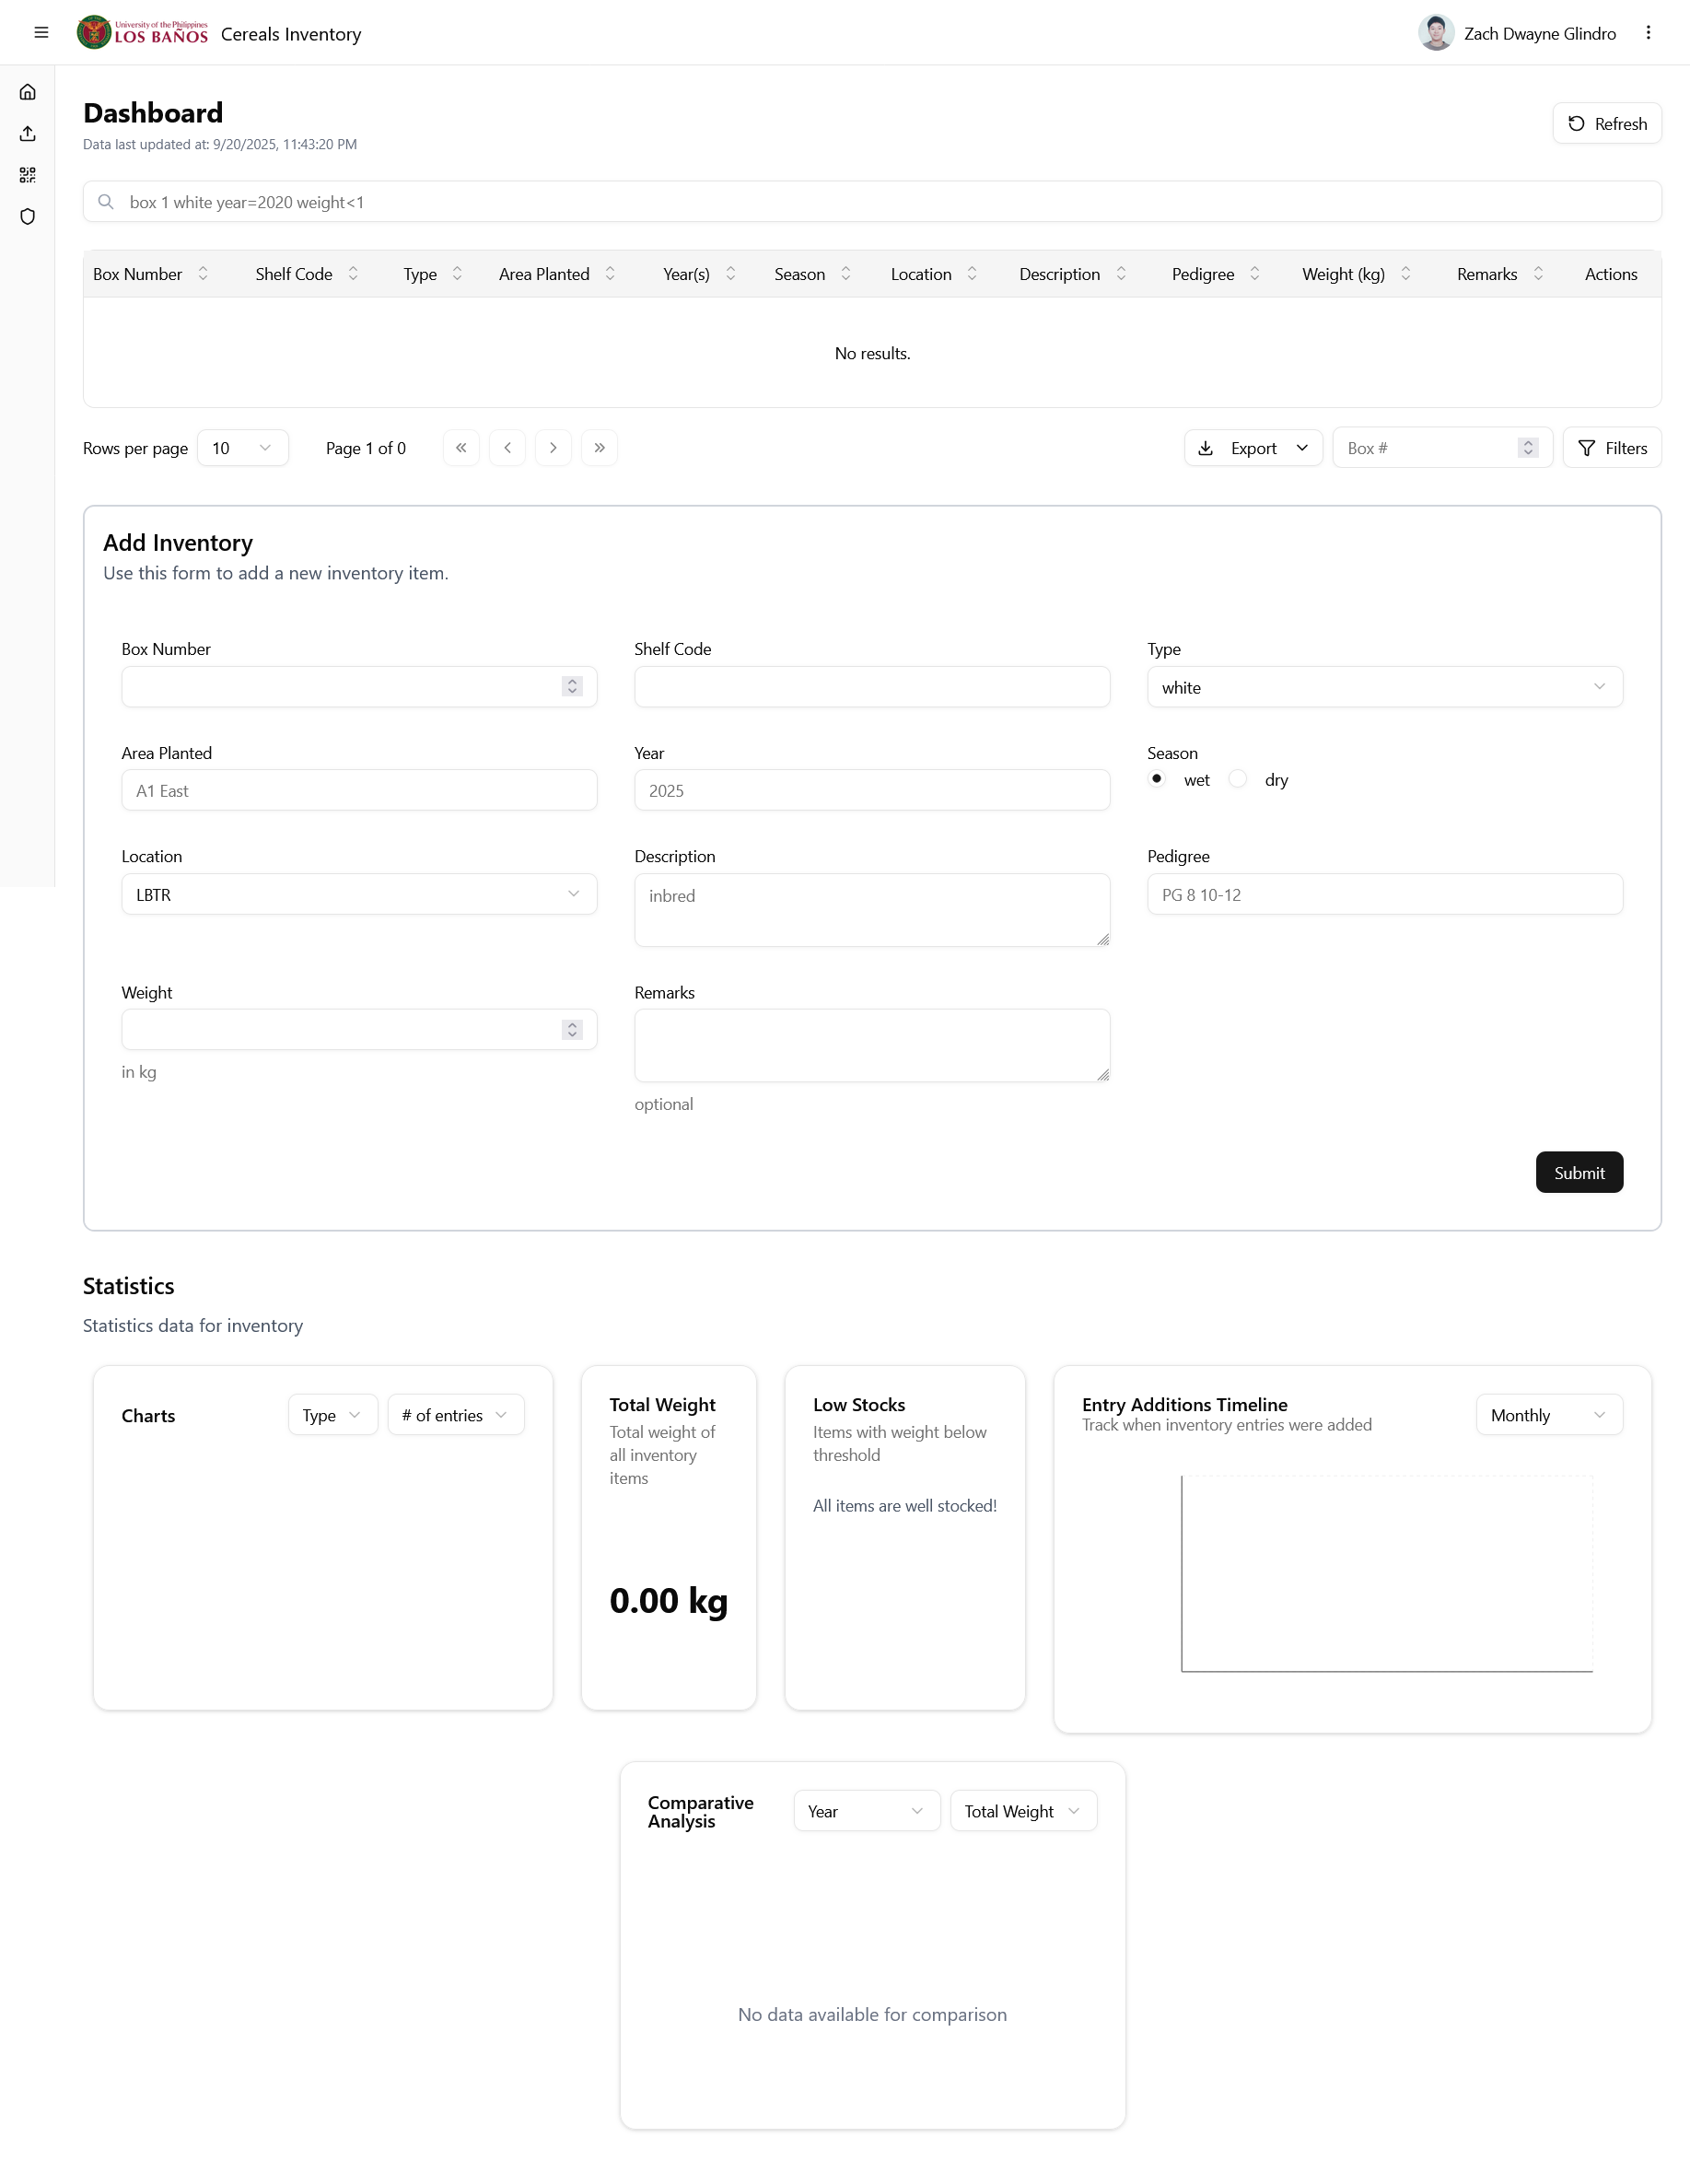 University of the Philippines
LOS BAÑOS
Cereals Inventory
Zach Dwayne Glindro
Dashboard
Data last updated at: 9/20/2025, 11:43:20 PM
Refresh
box 1 white year=2020 weight<1
Box Number Shelf Code Type Area Planted Year(s) Season Location Description Pedigree Weight (kg) Remarks Actions
No results.
Rows per page 10 Page 1 of 0 Export Box # Filters
Add Inventory
Use this form to add a new inventory item.
Box Number Shelf Code Type
white
Area Planted Year Season
A1 East 2025 wet dry
Location Description Pedigree
LBTR inbred PG 8 10-12
Weight Remarks
in kg
optional
Submit
Statistics
Statistics data for inventory
Charts Type # of entries
Total Weight
Total weight of
all inventory
items
0.00 kg
Low Stocks
Items with weight below
threshold
All items are well stocked!
Entry Additions Timeline
Track when inventory entries were added
Monthly
Comparative
Analysis
Year Total Weight
No data available for comparison